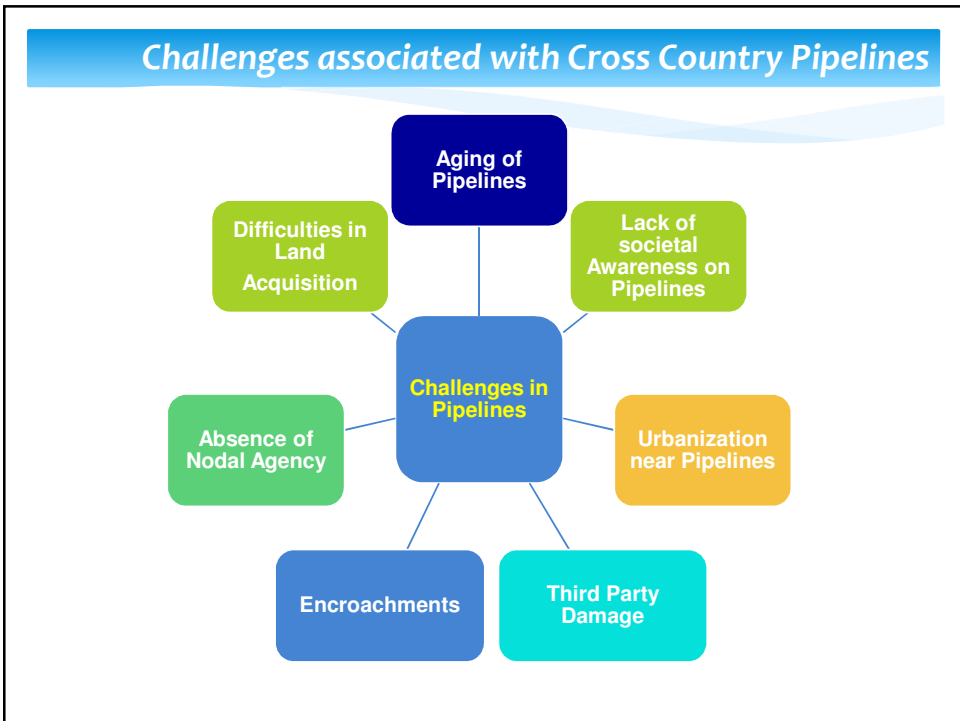 Challenges associated with Cross Country Pipelines
Aging of
Pipelines
Difficulties in
Land
Acquisition
Lack of
societal
Awareness on
Pipelines
Challenges in
Pipelines
Absence of
Nodal Agency
Urbanization
near Pipelines
Encroachments
Third Party
Damage